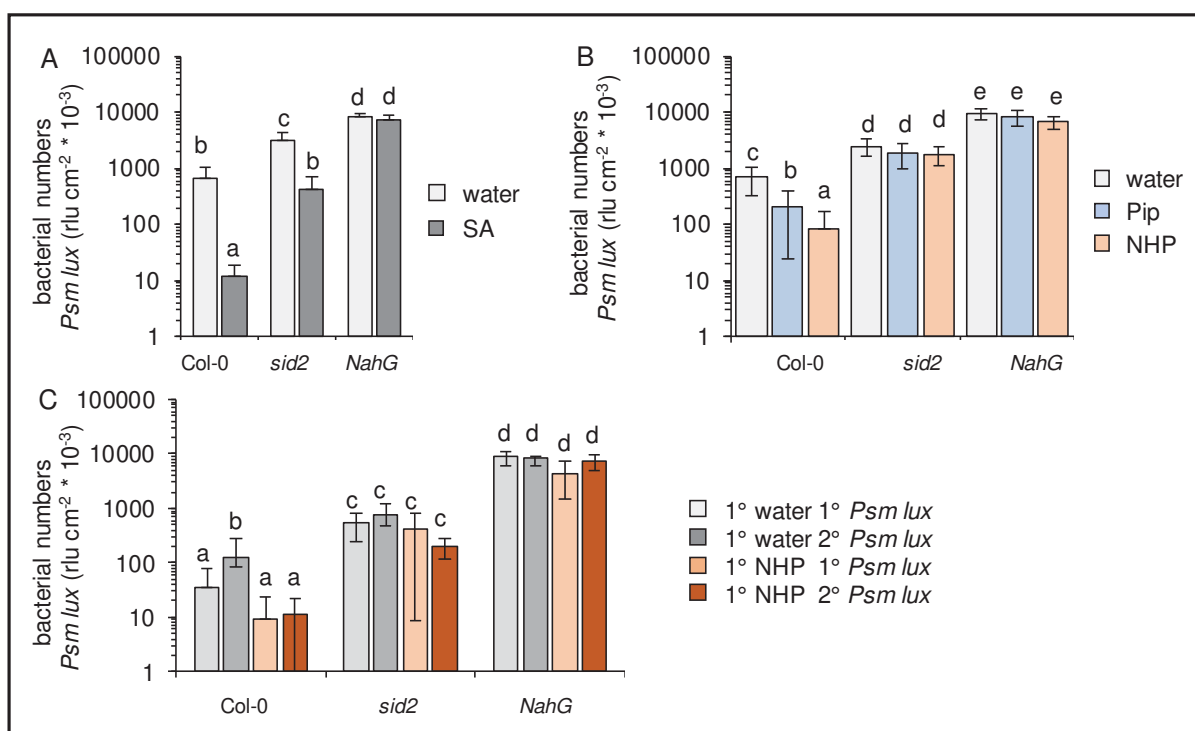 A
bacterial numbers
Psm lux (rlu cm-2 * 10-3)
100000
10000
1000
100
10
1
b
a
c
b
d
d
Col-0
sid2
NahG
water
SA
B
bacterial numbers
Psm lux (rlu cm-2 * 10-3)
100000
10000
1000
100
10
1
c
b
a
d
d
d
e
e
e
Col-0
sid2
NahG
water
Pip
NHP
C
bacterial numbers
Psm lux (rlu cm-2 * 10-3)
100000
10000
1000
100
10
1
a
b
a
a
c
c
c
c
d
d
d
d
Col-0
sid2
NahG
1° water 1° Psm lux
1° water 2° Psm lux
1° NHP 1° Psm lux
1° NHP 2° Psm lux